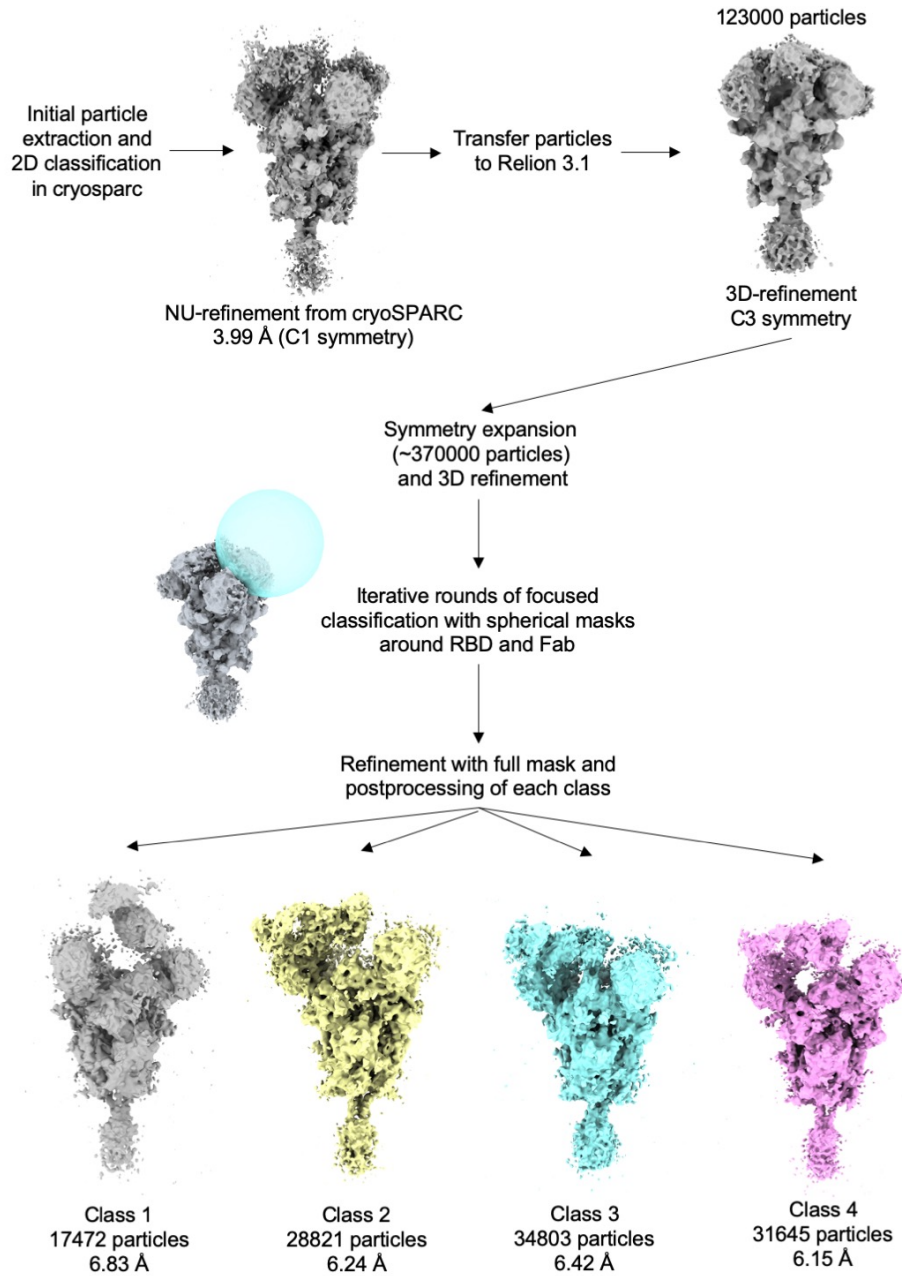 123000 particles
Initial particle
extraction and
2D classification
in cryosparc
Transfer particles
to Relion 3.1
NU-refinement from cryoSPARC
3.99 Å (C1 symmetry)
3D-refinement
C3 symmetry
Symmetry expansion
(~370000 particles)
and 3D refinement
Iterative rounds of focused
classification with spherical masks
around RBD and Fab
Refinement with full mask and
postprocessing of each class
Class 1
17472 particles
6.83 Å
Class 2
28821 particles
6.24 Å
Class 3
34803 particles
6.42 Å
Class 4
31645 particles
6.15 Å